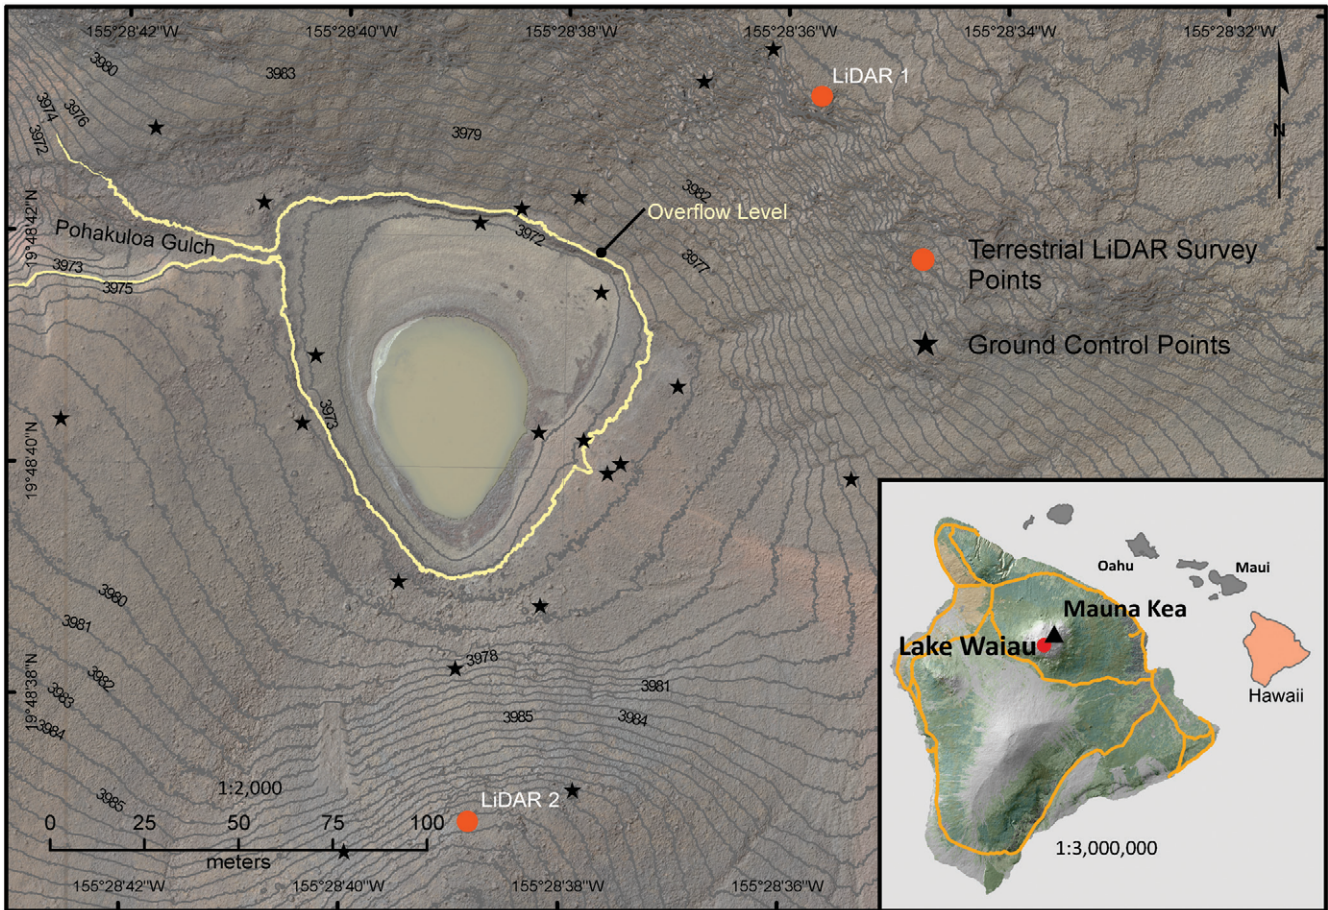 155°28'42"W
155°28'40"W
155°28'38"W
155°28'36"W
155°28'34"W
155°28'32"W
3980
3983
LiDAR 1
3974
3976
3972
3979
N
3982
19°48'42"N
Pohakuloa Gulch
Overflow Level
3972
Terrestrial LiDAR Survey
Points
3973
3975
3977
Ground Control Points
3973
19°48'40"N
Oahu
Maui
3980
Mauna Kea
3981
Lake Waiau
3978
3982
3981
Hawaii
19°48'38"N
3983
3985
3984
3984
1:2,000
3985
LiDAR 2
0
25
50
75
100
meters
1:3,000,000
155°28'42"W
155°28'40"W
155°28'38"W
155°28'36"W